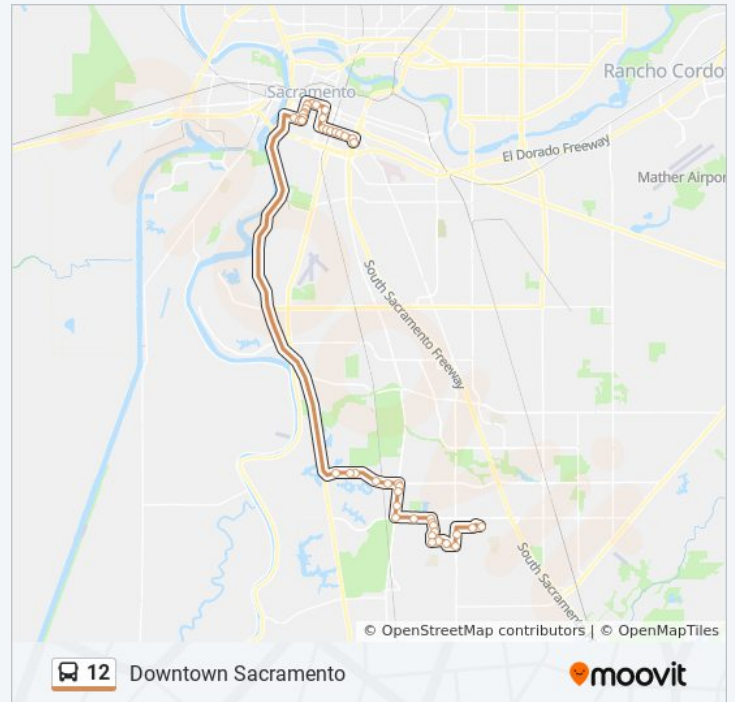 Sacramento
Rancho Cordo
El Dorado Freeway
Mather Airpor
South Sacramento Freeway
South Sacramen
© OpenStreetMap contributors | © OpenMapTiles
12 Downtown Sacramento
moovit